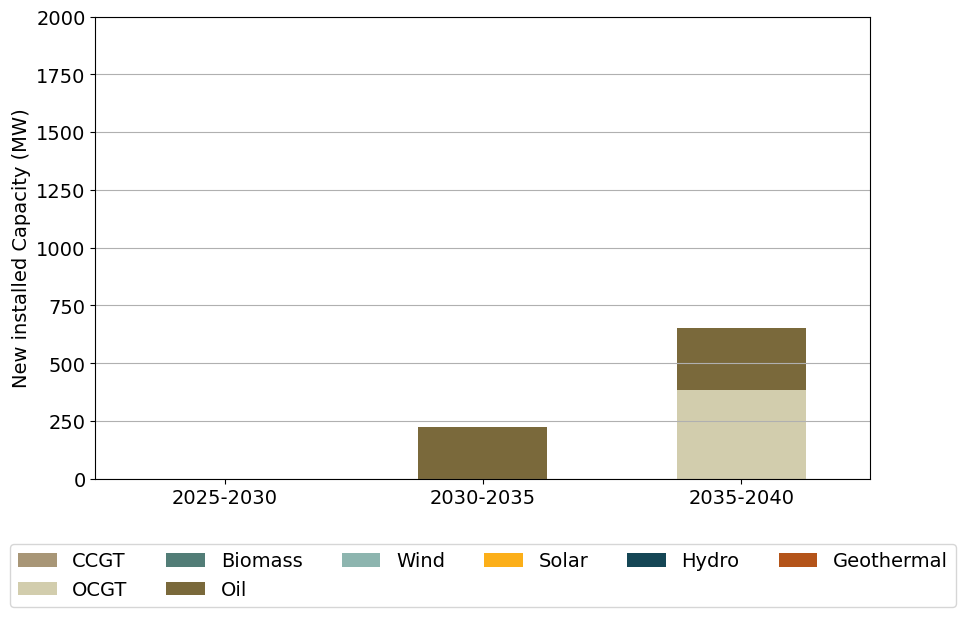 2000
1750
1500
1250
1000
750
500
250
0
New installed Capacity (MW)
2025-2030 2030-2035 2035-2040
CCGT Biomass Wind Solar Hydro Geothermal
OCGT Oil